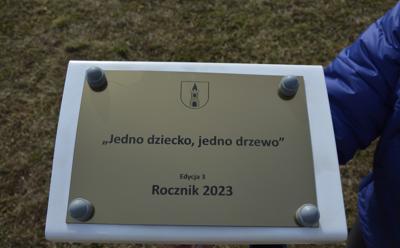 „Jedno dziecko, jedno drzewo”
Edycja 3
Rocznik 2023